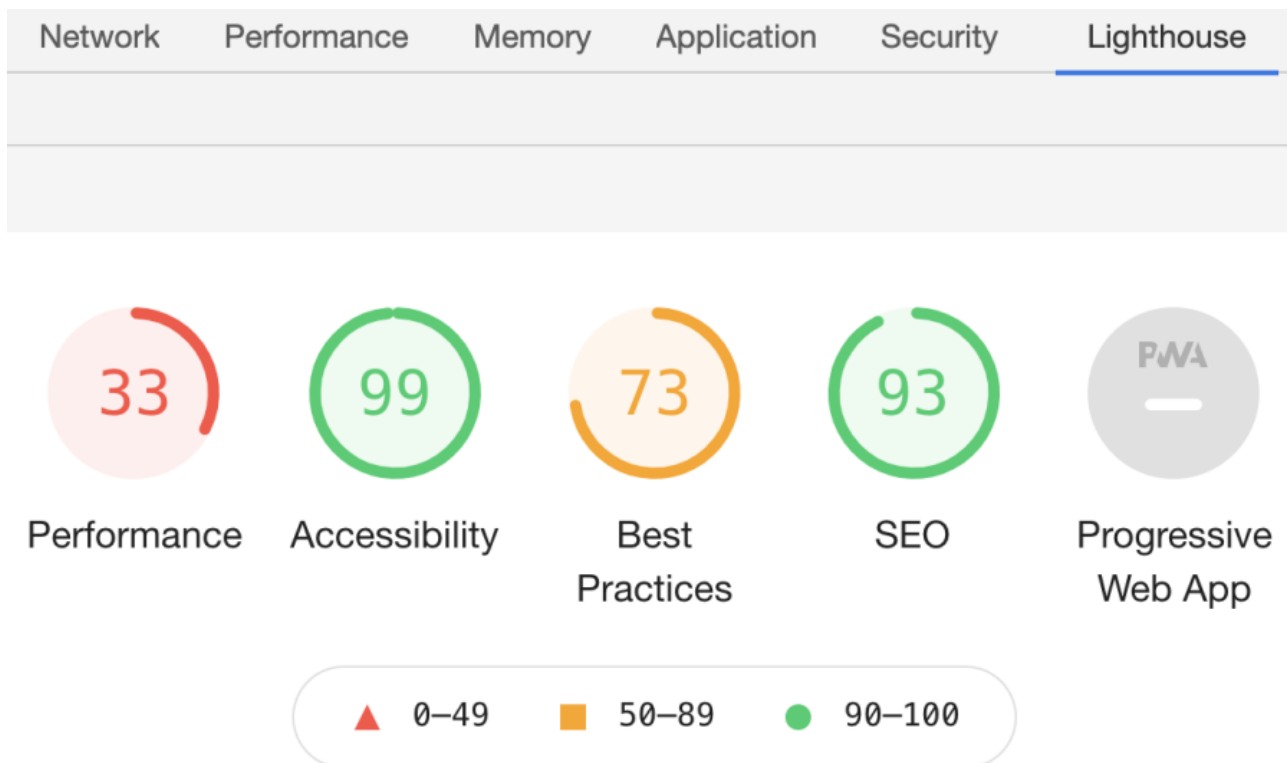 Network Performance Memory Application Security Lighthouse
33 99 73 93 PWA
Performance Accessibility Best SEO Progressive
Practices Web App
0–49 50–89 90–100